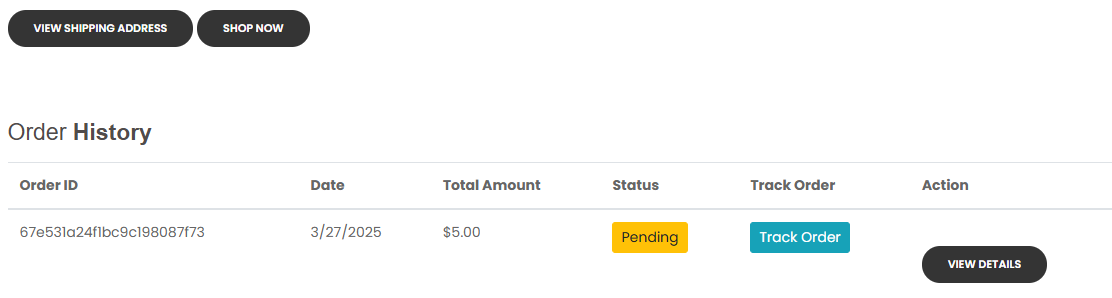 VIEW SHIPPING ADDRESS SHOP NOW
Order History
Order ID Date Total Amount Status Track Order Action
67e531a24f1bc9c198087f73 3/27/2025 $5.00 Pending Track Order
VIEW DETAILS